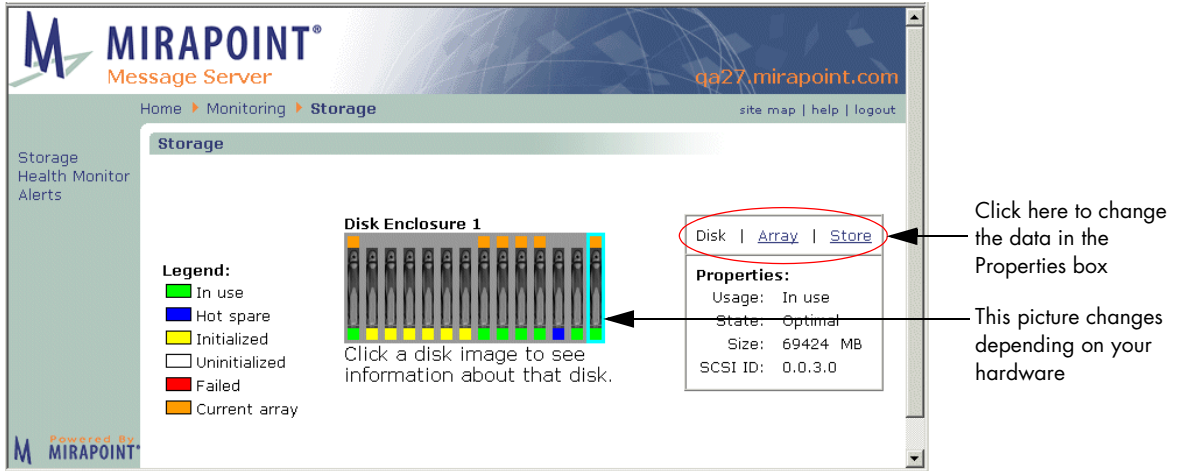 MIRAPOINT®
Message Server
qa27.mirapoint.com
Home Monitoring Storage
site map | help | logout
Storage
Health Monitor
Alerts
Storage
Disk Enclosure 1
Legend:
In use
Hot spare
Initialized
Uninitialized
Failed
Current array
Click a disk image to see
information about that disk.
Disk | Array | Store
Properties:
Usage: In use
State: Optimal
Size: 69424 MB
SCSI ID: 0.0.3.0
Click here to change
the data in the
Properties box
This picture changes
depending on your
hardware
Powered By
MIRAPOINT